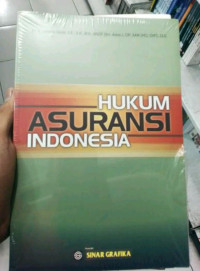 HUKUM
ASURANSI
INDONESIA
SINAR GRAFIKA